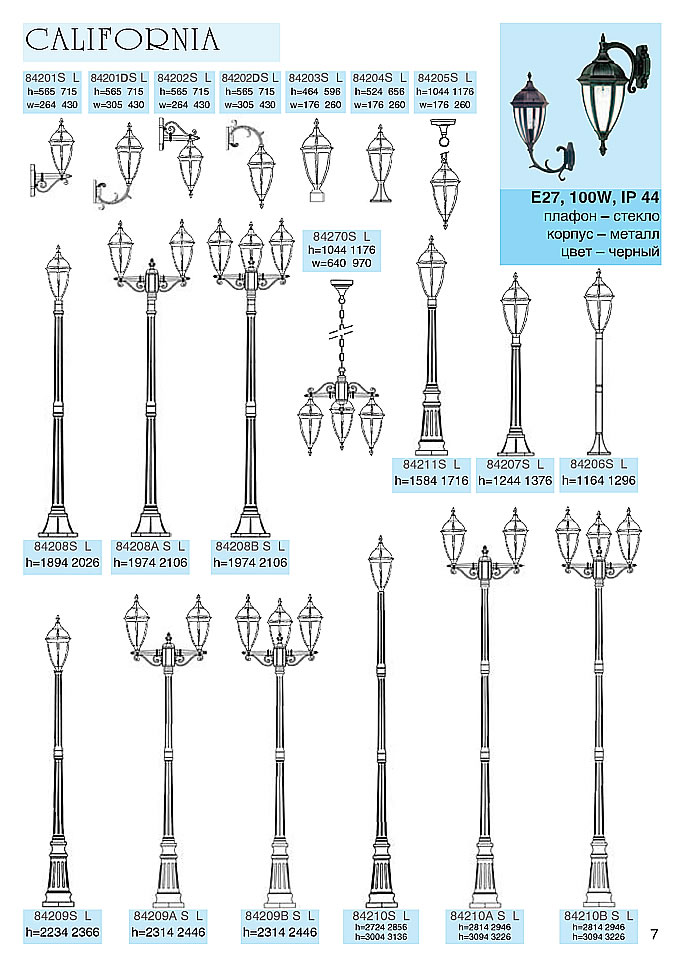 CALIFORNIA
84201S L
h=565 715
w=264 430
84201DS L
h=565 715
w=305 430
84202S L
h=565 715
w=264 430
84202DS L
h=565 715
w=305 430
84203S L
h=464 596
w=176 260
84204S L
h=524 656
w=176 260
84205S L
h=1044 1176
w=176 260
E27, 100W, IP 44
плафон – стекло
корпус – металл
цвет – черный
84270S L
h=1044 1176
w=640 970
84211S L
h=1584 1716
84207S L
h=1244 1376
84206S L
h=1164 1296
84208S L
h=1894 2026
84208A S L
h=1974 2106
84208B S L
h=1974 2106
84209S L
h=2234 2366
84209A S L
h=2314 2446
84209B S L
h=2314 2446
84210S L
h=2724 2856
h=3004 3136
84210A S L
h=2814 2946
h=3094 3226
84210B S L
h=2814 2946
h=3094 3226
7